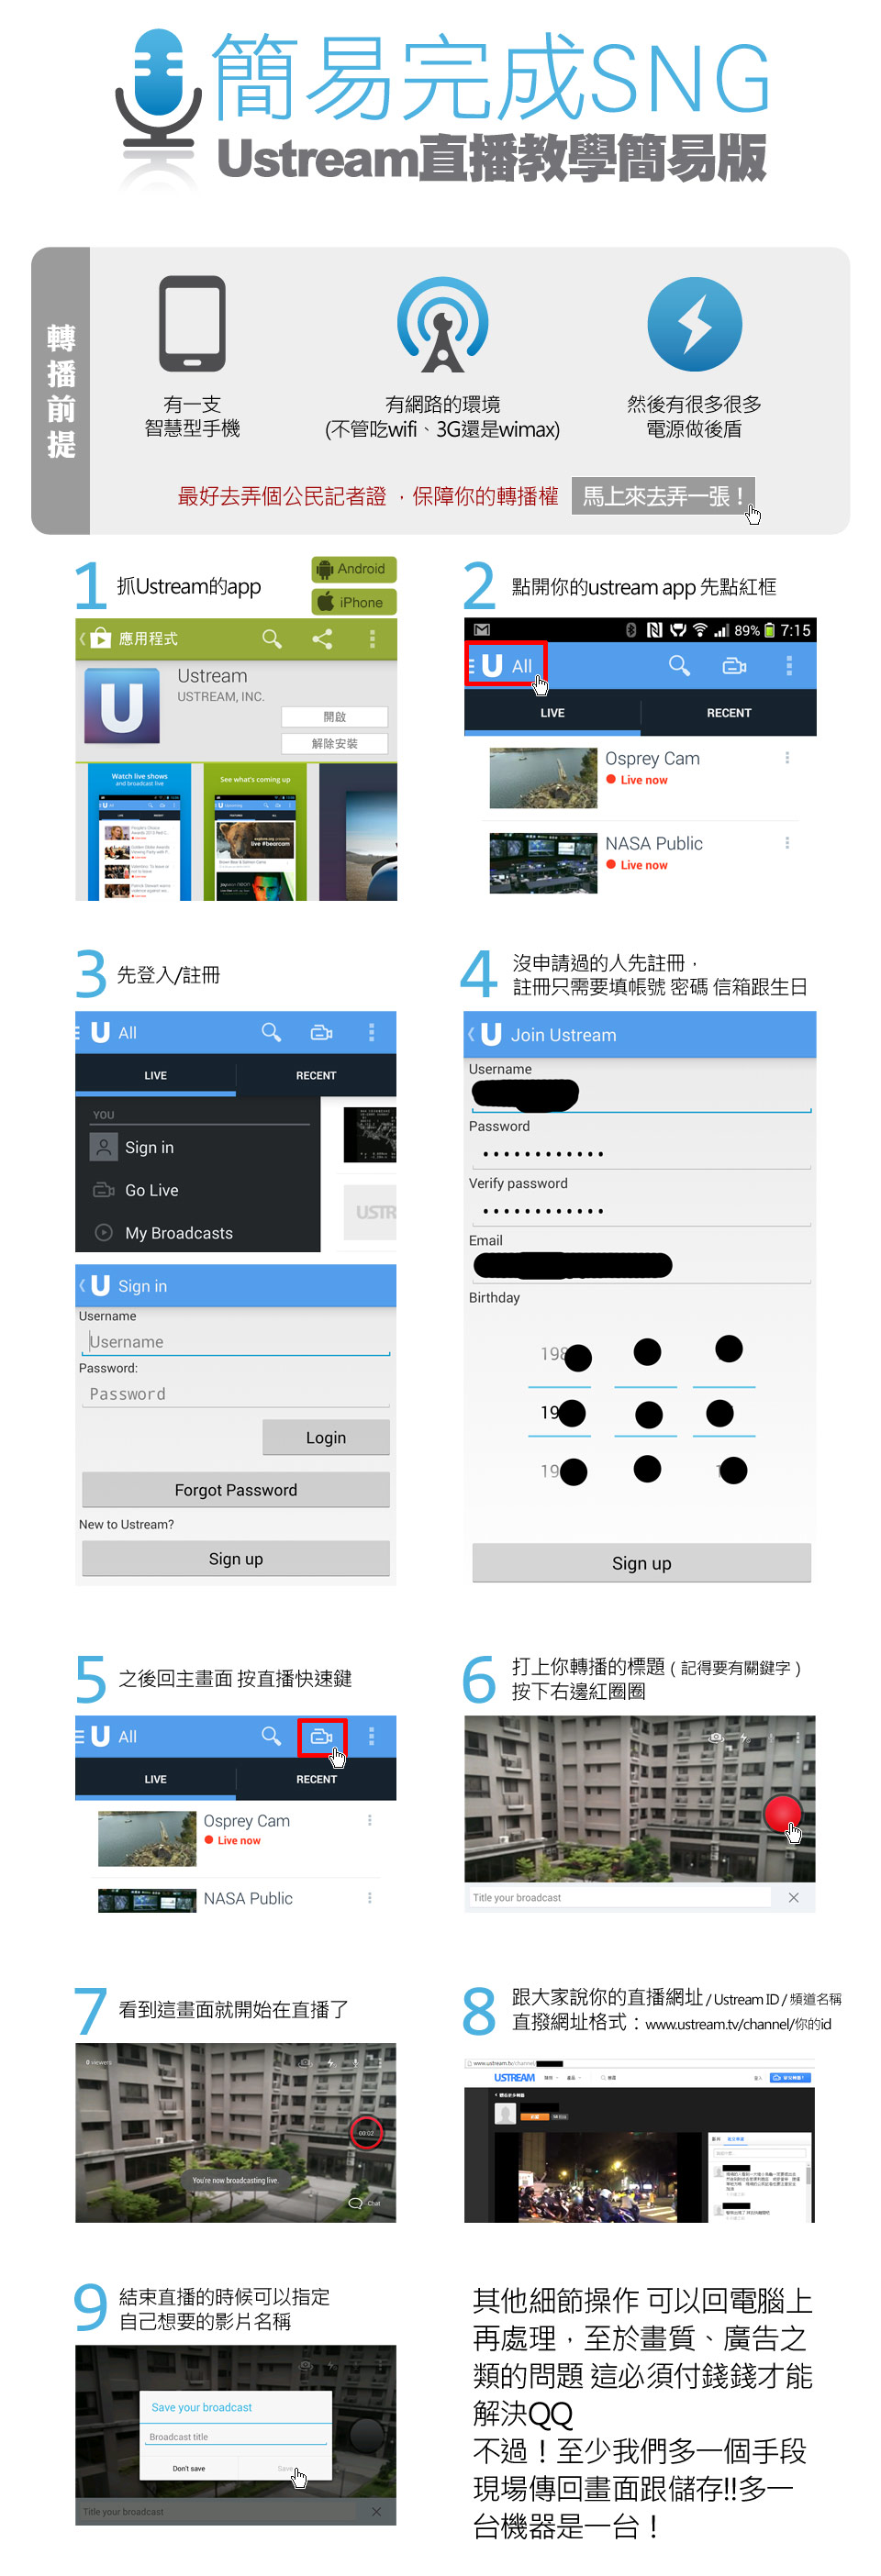 簡易完成SNG
Ustream直播教學簡易版
轉播前提
有一支
智慧型手機
有網路的環境
(不管吃wifi、3G還是wimax)
然後有很多很多
電源做後盾
最好去弄個公民記者證，保障你的轉播權
馬上來去弄一張！
1 抓Ustream的app
Android
iPhone
應用程式
Ustream
USTREAM, INC.
開啟
解除安裝
Watch live shows
and broadcast live
See what's coming up
2 點開你的ustream app 先點紅框
89% 7:15
U All
LIVE RECENT
Osprey Cam
Live now
NASA Public
Live now
3 先登入/註冊
U All
LIVE RECENT
YOU
Sign in
Go Live
My Broadcasts
USTR
U Sign in
Username
Username
Password:
Password
Login
Forgot Password
New to Ustream?
Sign up
4 沒申請過的人先註冊，
註冊只需要填帳號 密碼 信箱跟生日
U Join Ustream
Username
Password
Verify password
Email
Birthday
198
19
19
Sign up
5 之後回主畫面 按直播快速鍵
U All
LIVE RECENT
Osprey Cam
Live now
NASA Public
6 打上你轉播的標題 ( 記得要有關鍵字 )
按下右邊紅圈圈
Title your broadcast
7 看到這畫面就開始在直播了
0 viewers
00:02
You're now broadcasting live.
Chat
8 跟大家說你的直播網址 / Ustream ID / 頻道名稱
直撥網址格式：www.ustream.tv/channel/你的id
www.ustream.tv/channel/
USTREAM
9 結束直播的時候可以指定
自己想要的影片名稱
Save your broadcast
Broadcast title
Don't save
Save
Title your broadcast
其他細節操作 可以回電腦上
再處理，至於畫質、廣告之
類的問題 這必須付錢錢才能
解決QQ
不過！至少我們多一個手段
現場傳回畫面跟儲存!!多一
台機器是一台！